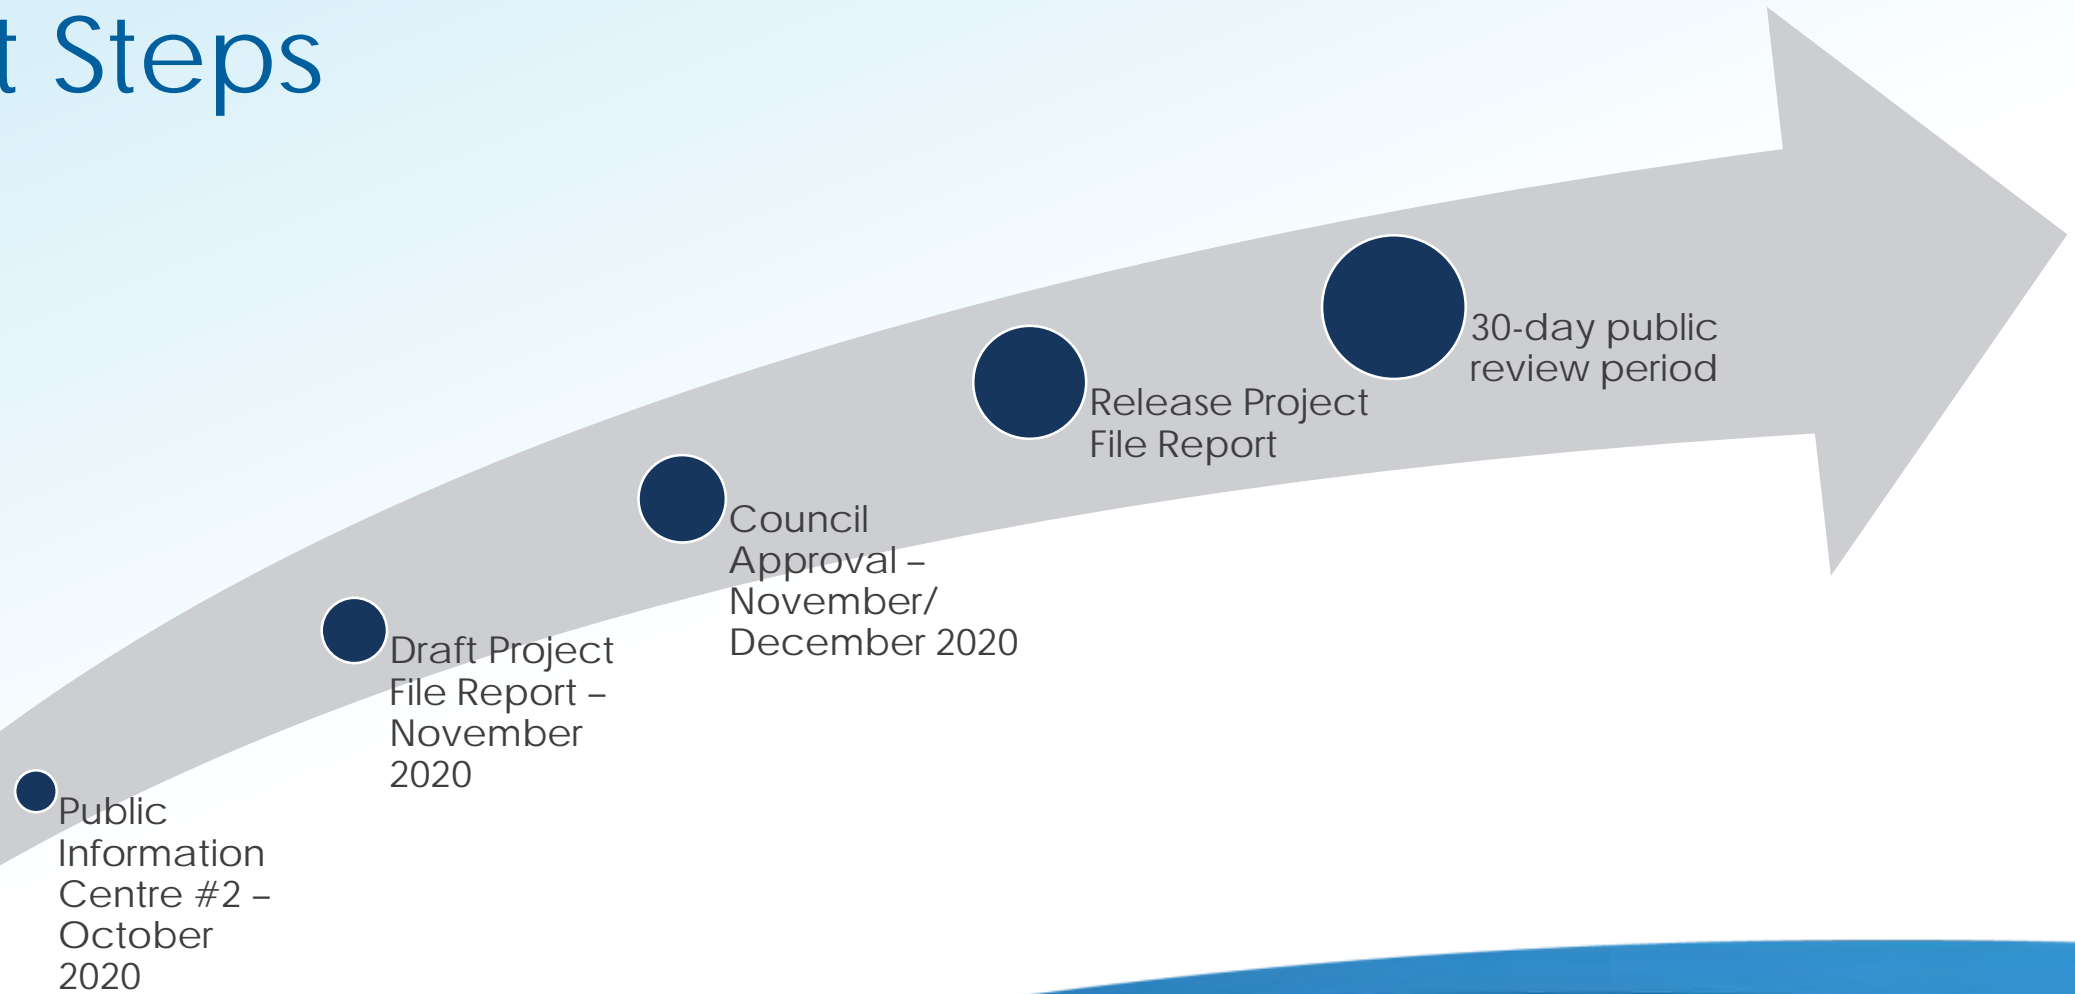 t Steps
Public
Information
Centre #2 –
October
2020
Draft Project
File Report –
November
2020
Council
Approval –
November/
December 2020
Release Project
File Report
30-day public
review period